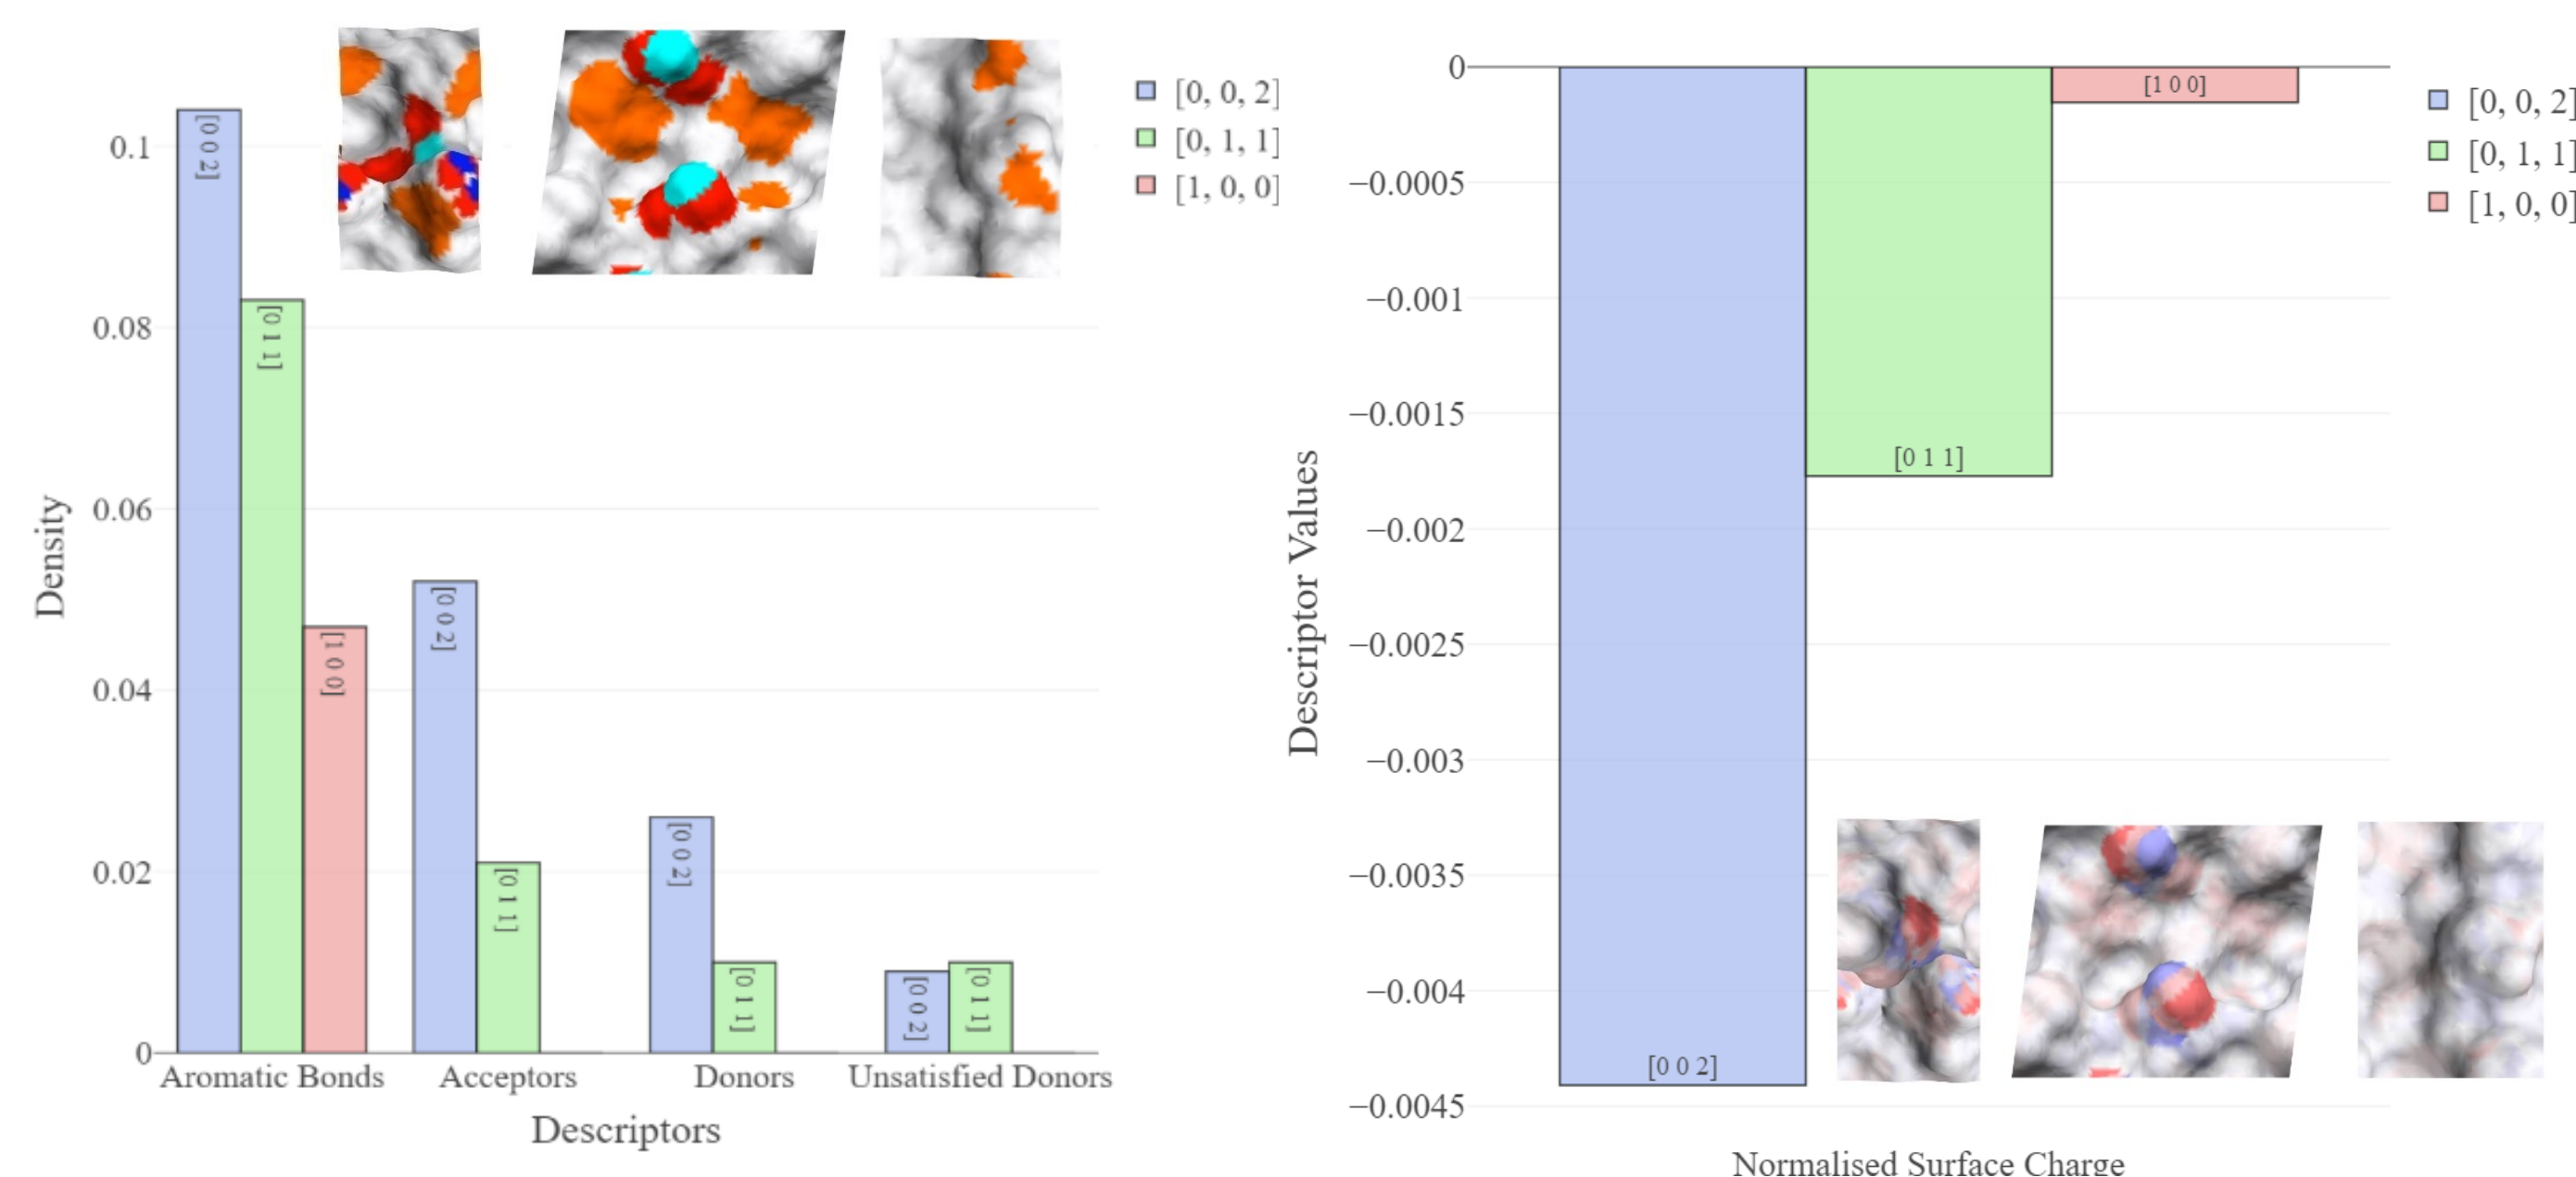 0.1
0.08
0.06
0.04
0.02
0
Density
[0 0 2]
[0 1 1]
[1 0 0]
[0 0 2]
[0 1 1]
[0 0 2]
[0 1 1]
[0 0 2]
[0 1 1]
Aromatic Bonds
Acceptors
Donors
Unsatisfied Donors
Descriptors
[0, 0, 2]
[0, 1, 1]
[1, 0, 0]
0
−0.0005
−0.001
−0.0015
−0.002
−0.0025
−0.003
−0.0035
−0.004
−0.0045
Descriptor Values
[1 0 0]
[0 1 1]
[0 0 2]
Normalised Surface Charge
[0, 0, 2]
[0, 1, 1]
[1, 0, 0]